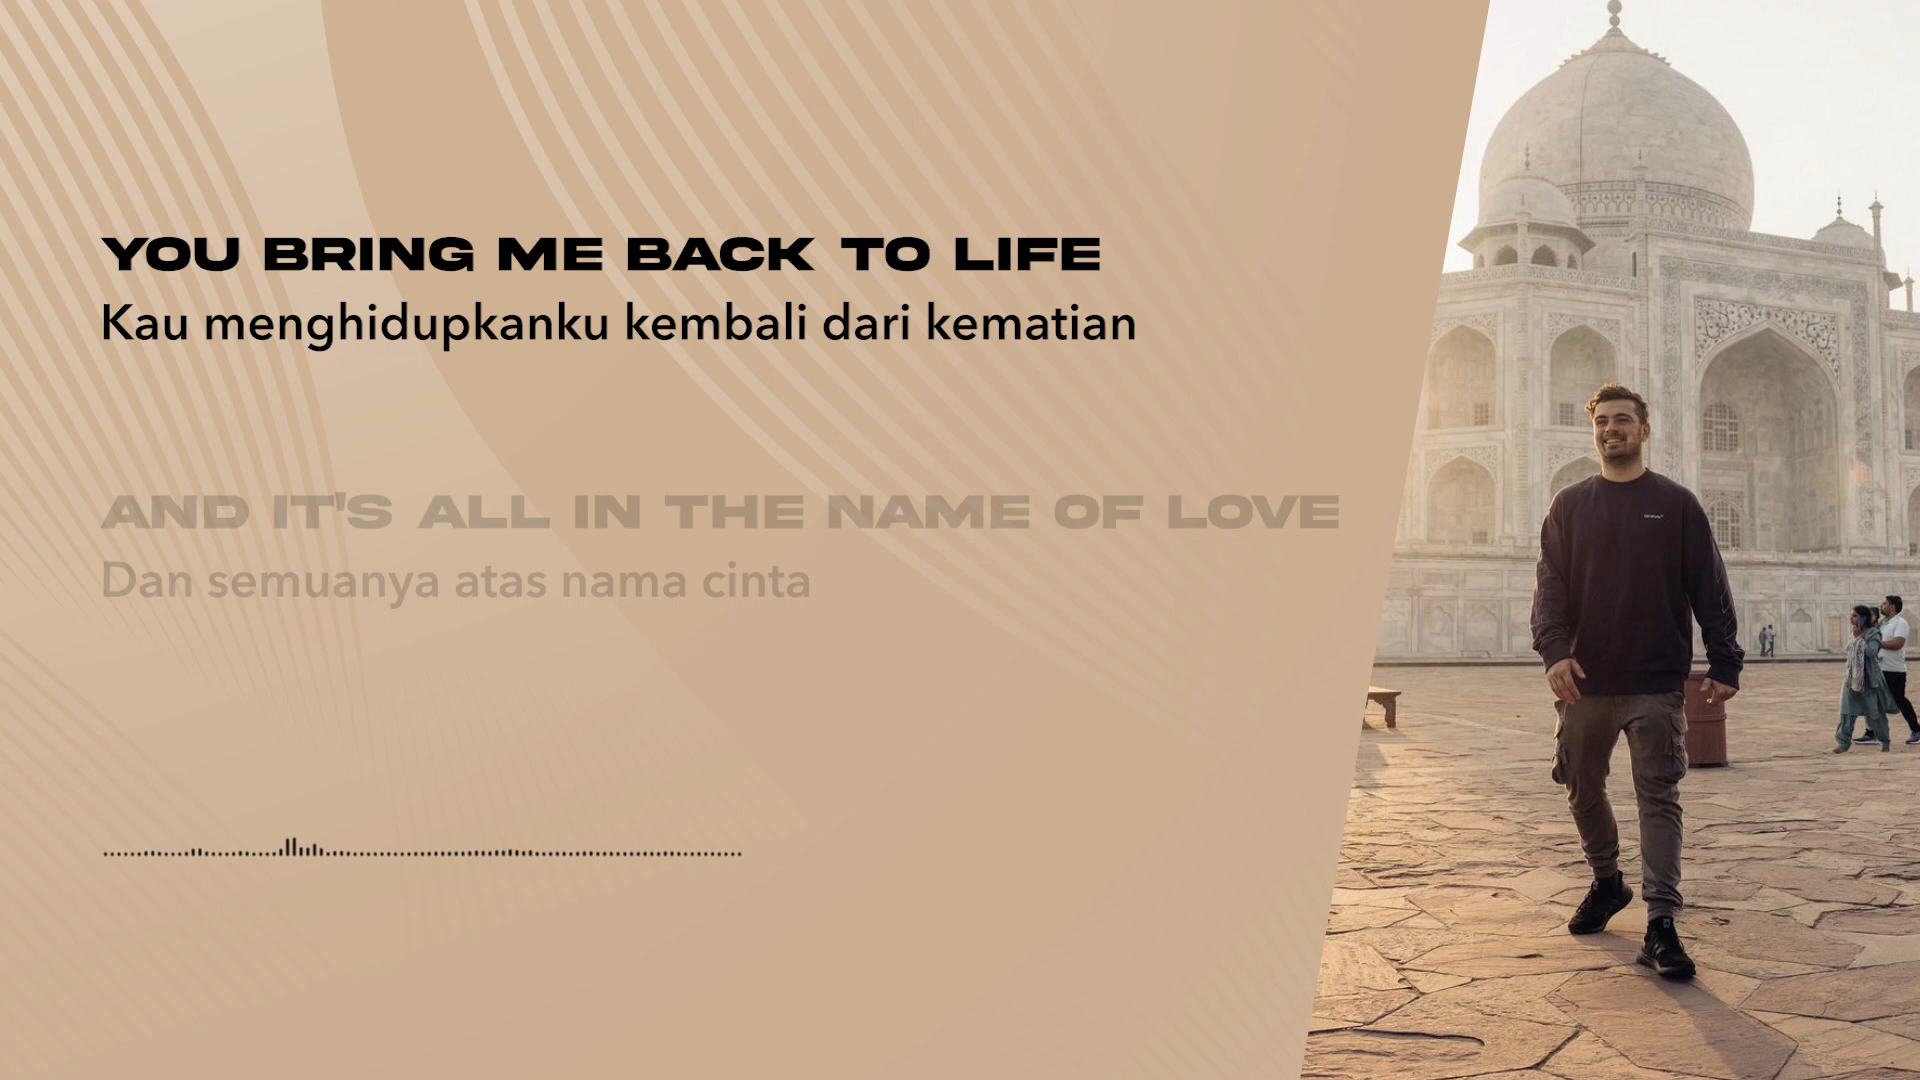 YOU BRING ME BACK TO LIFE
Kau menghidupkanku kembali dari kematian
AND IT'S ALL IN THE NAME OF LOVE
Dan semuanya atas nama cinta